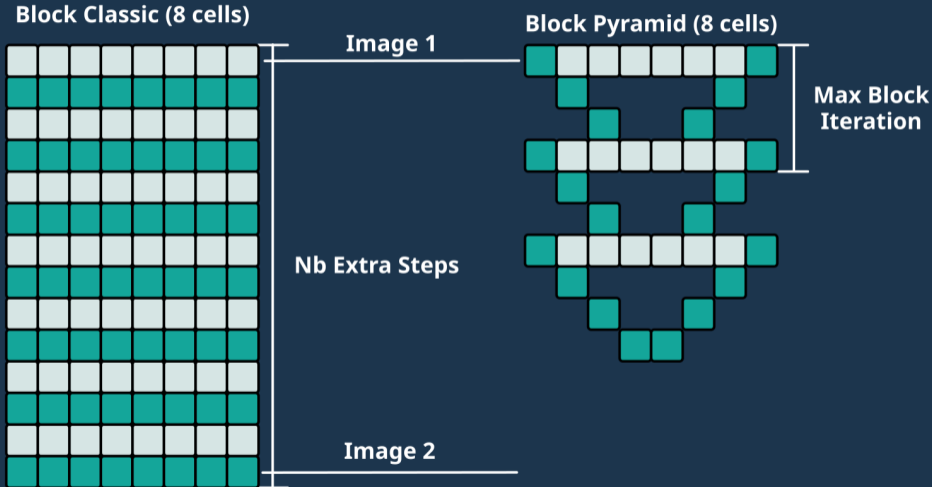 Block Classic (8 cells)
Image 1
Block Pyramid (8 cells)
Max Block
Iteration
Nb Extra Steps
Image 2